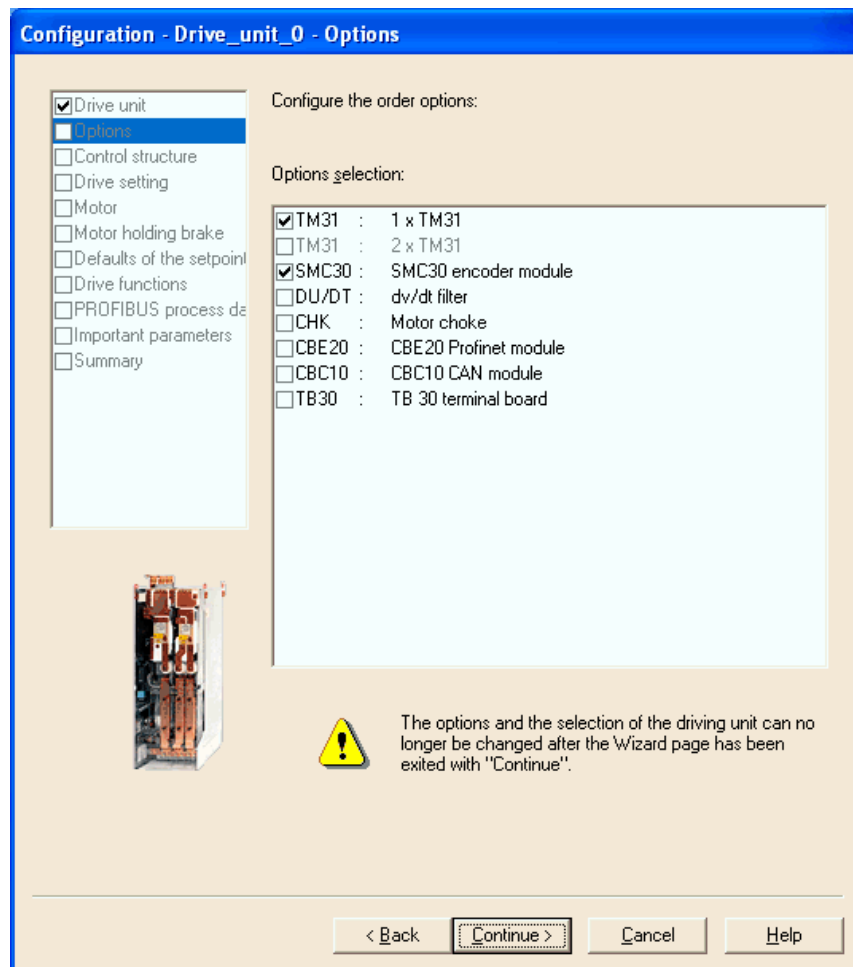 Configuration - Drive_unit_0 - Options
Drive unit
Options
Control structure
Drive setting
Motor
Motor holding brake
Defaults of the setpoint
Drive functions
PROFIBUS process da
Important parameters
Summary
Configure the order options:
Options selection:
TM31 : 1 x TM31
TM31 : 2 x TM31
SMC30 : SMC30 encoder module
DU/DT : dv/dt filter
CHK : Motor choke
CBE20 : CBE20 Profinet module
CBC10 : CBC10 CAN module
TB30 : TB 30 terminal board
The options and the selection of the driving unit can no
longer be changed after the Wizard page has been
exited with "Continue".
< Back
Continue >
Cancel
Help